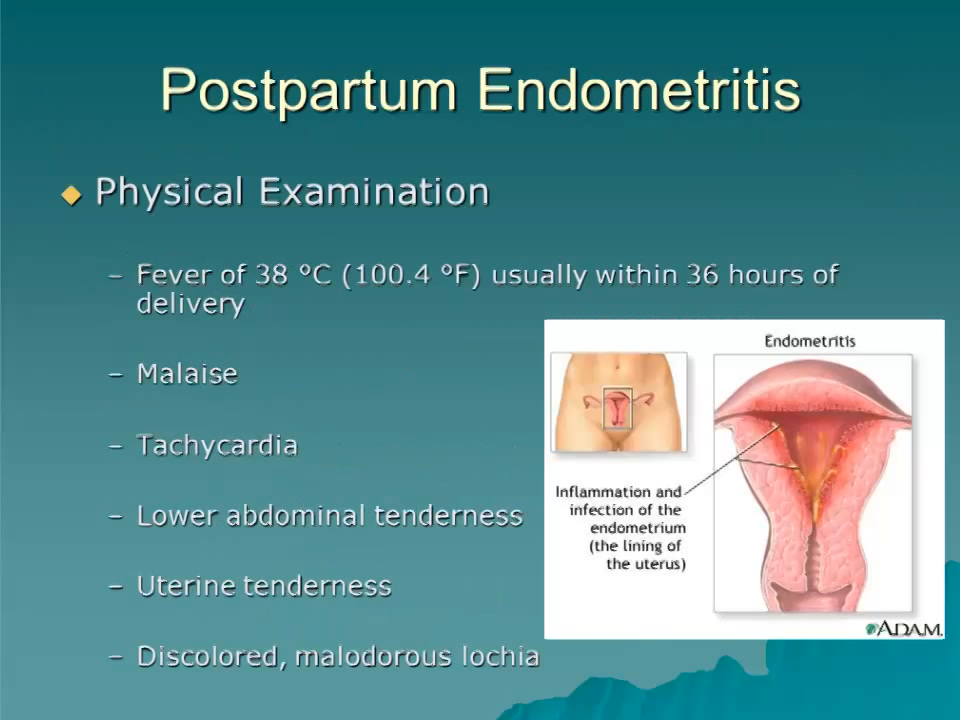 Postpartum Endometritis
◆ Physical Examination
– Fever of 38 °C (100.4 °F) usually within 36 hours of
delivery
– Malaise
– Tachycardia
– Lower abdominal tenderness
– Uterine tenderness
– Discolored, malodorous lochia
Endometritis
Inflammation and
infection of the
endometrium
(the lining of
the uterus)
ADAM.